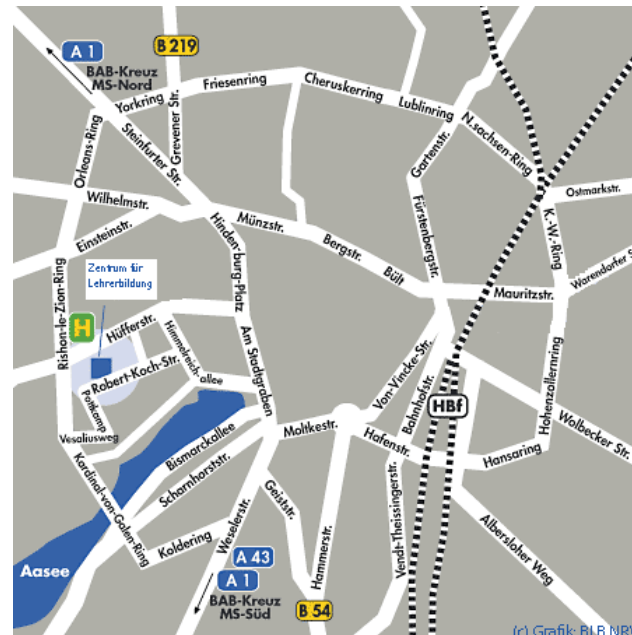 A 1
B 219
BAB-Kreuz
MS-Nord
Friesenring
Cheruskerring
Yorkring
Lublinring
Steinfurter Str.
Grevener Str.
N.sachsen-Ring
Orleans-Ring
Gartenstr.
Wilhelmstr.
Ostmarkstr.
Einsteinstr.
Hinden-burg-Platz
Münzstr.
Fürstenbergstr.
K.-W.-Ring
Bergstr.
Bült
Warendorfer S
Zentrum für
Lehrerbildung
Rishon-le-Zion-Ring
Mauritzstr.
H
Hüfferstr.
Himmelreich-allee
Am Stadtgraben
Von-Vincke-Str.
Bahnhofstr.
Robert-Koch-Str.
Pottkamp
HBf
Hohenzollernring
Wolbecker Str.
Vesaliusweg
Bismarckallee
Moltkestr.
Hafenstr.
Hansaring
Scharnhorststr.
Kardinal-von-Galen-Ring
Koldering
Weselerstr.
Geiststr.
Hammerstr.
Vendt-Theissingerstr.
Albersloher Weg
Aasee
A 43
A 1
BAB-Kreuz
MS-Süd
B 54
(c) Grafik: BLB NRW